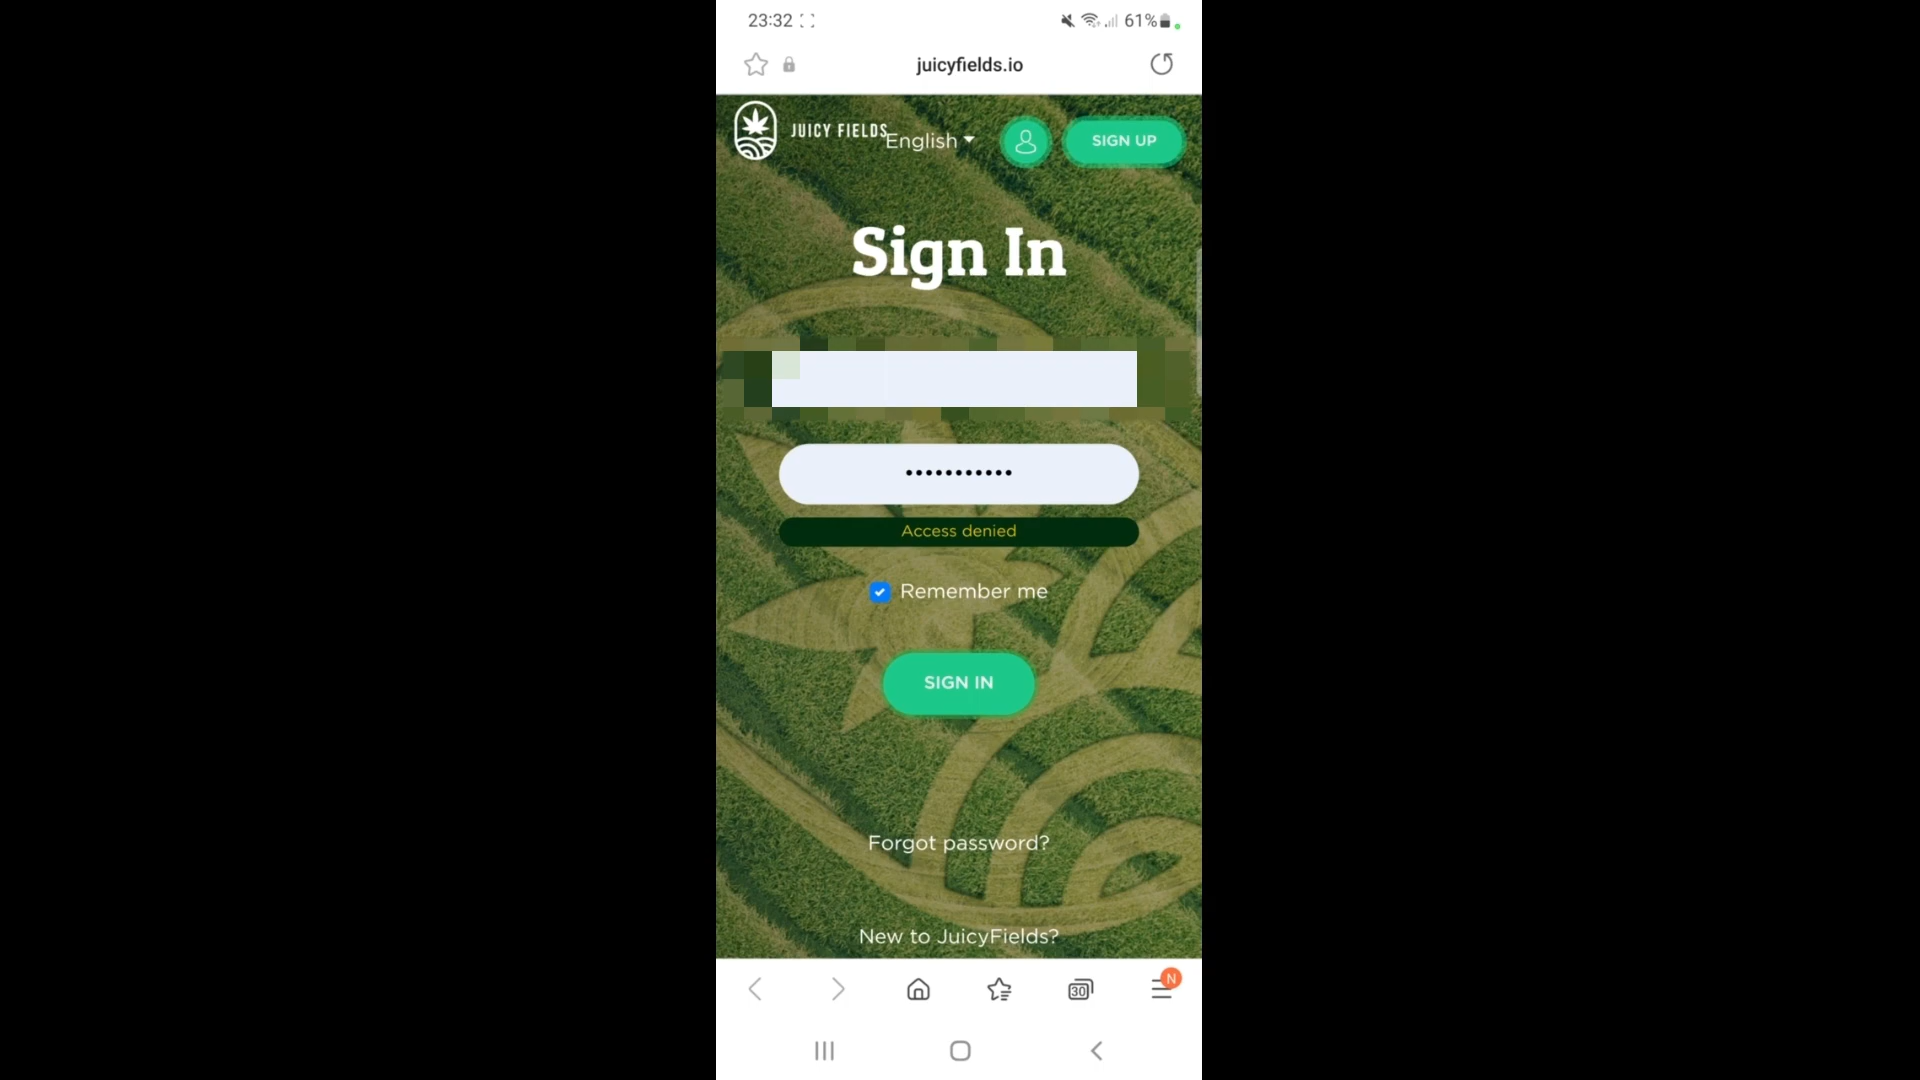 23:32
61%
juicyfields.io
JUICY FIELDS
English
SIGN UP
Sign In
•••••••••••
Access denied
Remember me
SIGN IN
Forgot password?
New to JuicyFields?
30
N